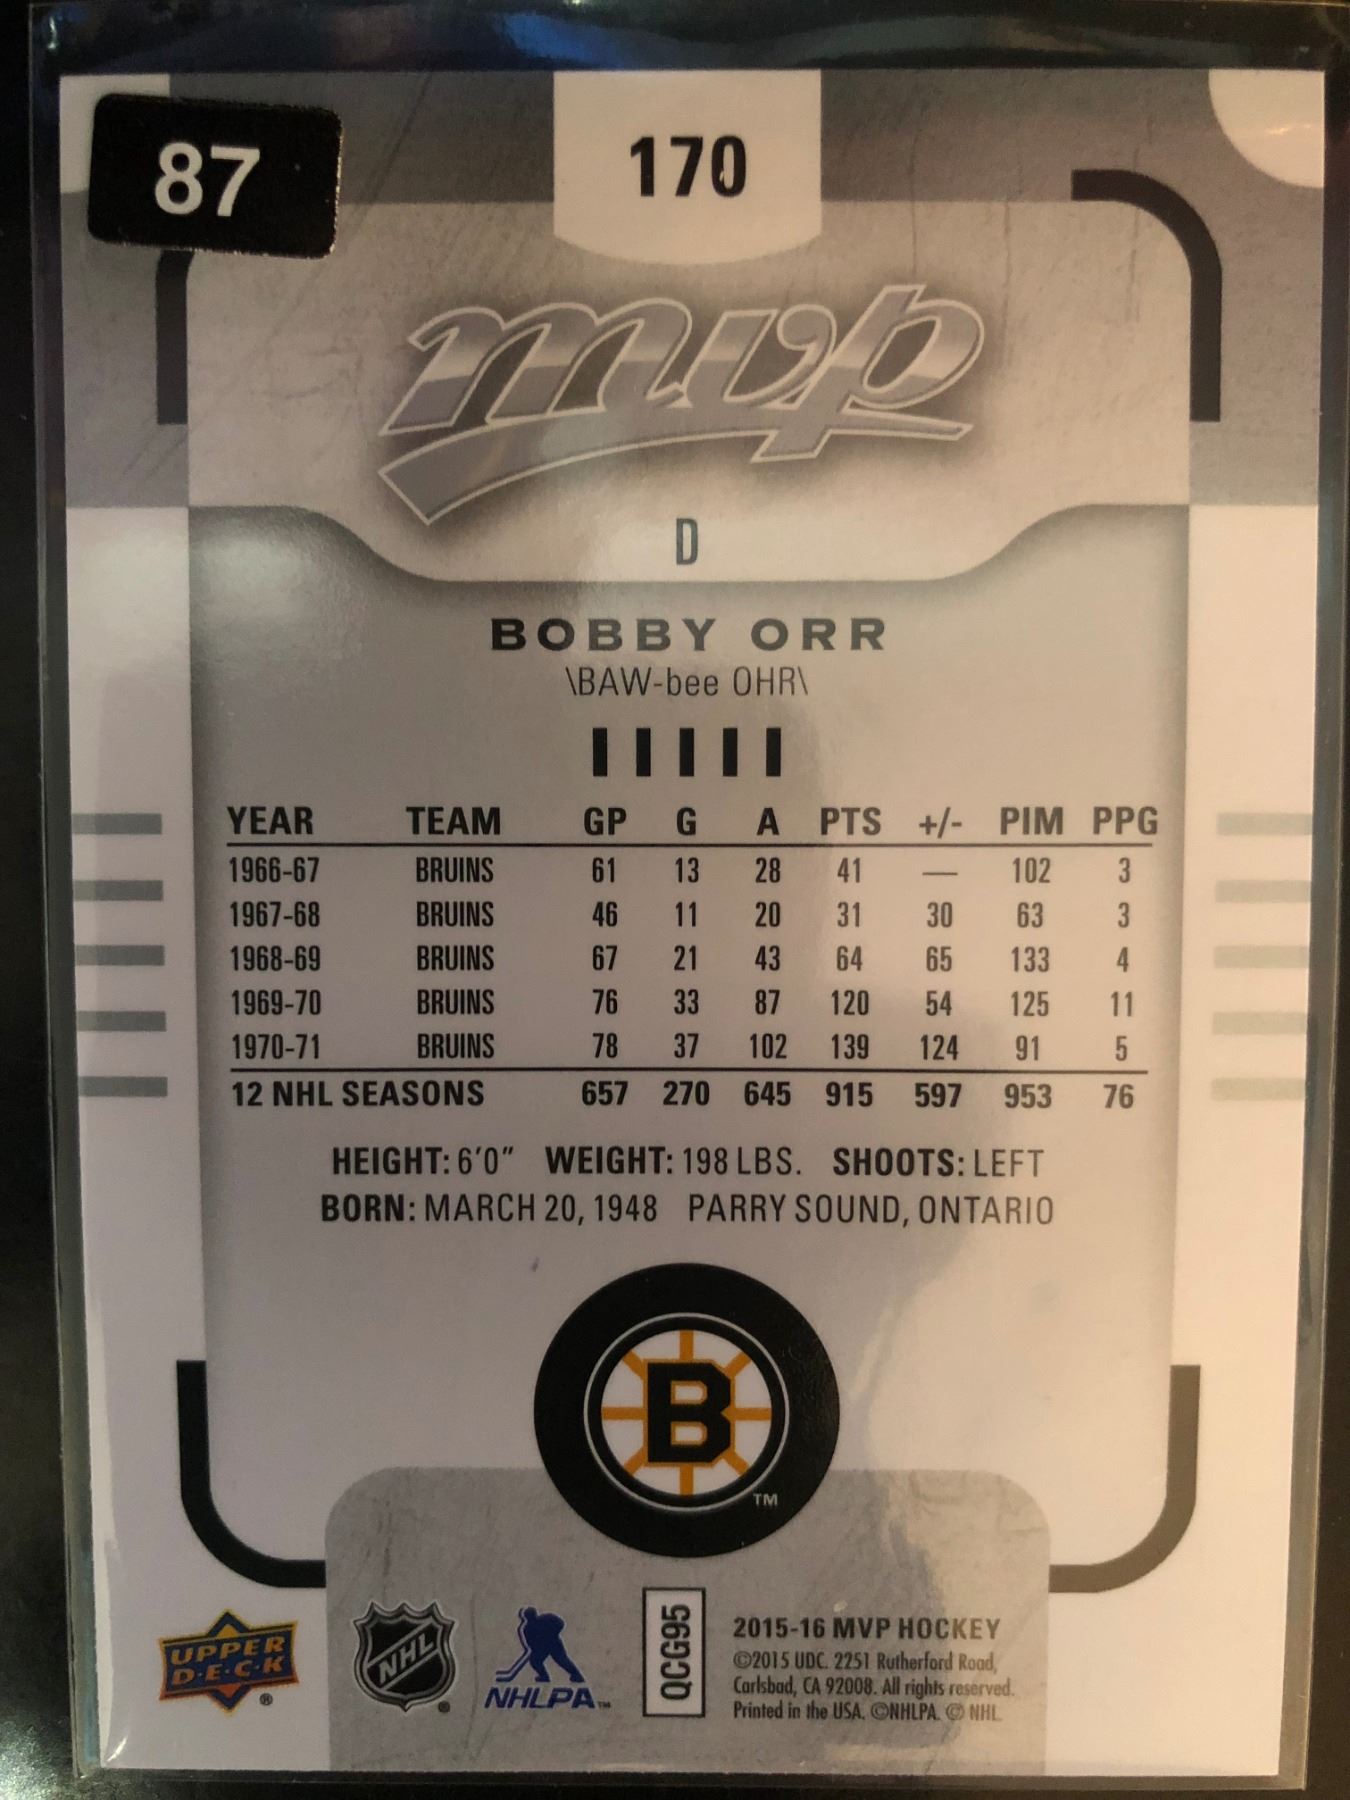 87
170
mvp
D
BOBBY ORR
\BAW-bee OHR\
YEAR TEAM GP G A PTS +/- PIM PPG
1966-67 BRUINS 61 13 28 41 — 102 3
1967-68 BRUINS 46 11 20 31 30 63 3
1968-69 BRUINS 67 21 43 64 65 133 4
1969-70 BRUINS 76 33 87 120 54 125 11
1970-71 BRUINS 78 37 102 139 124 91 5
12 NHL SEASONS 657 270 645 915 597 953 76
HEIGHT: 6'0" WEIGHT: 198 LBS. SHOOTS: LEFT
BORN: MARCH 20, 1948 PARRY SOUND, ONTARIO
B
TM
UPPER
D·E·C·K
®
NHL
®
NHLPA™
QCG95
2015-16 MVP HOCKEY
©2015 UDC. 2251 Rutherford Road,
Carlsbad, CA 92008. All rights reserved.
Printed in the USA. ©NHLPA. © NHL